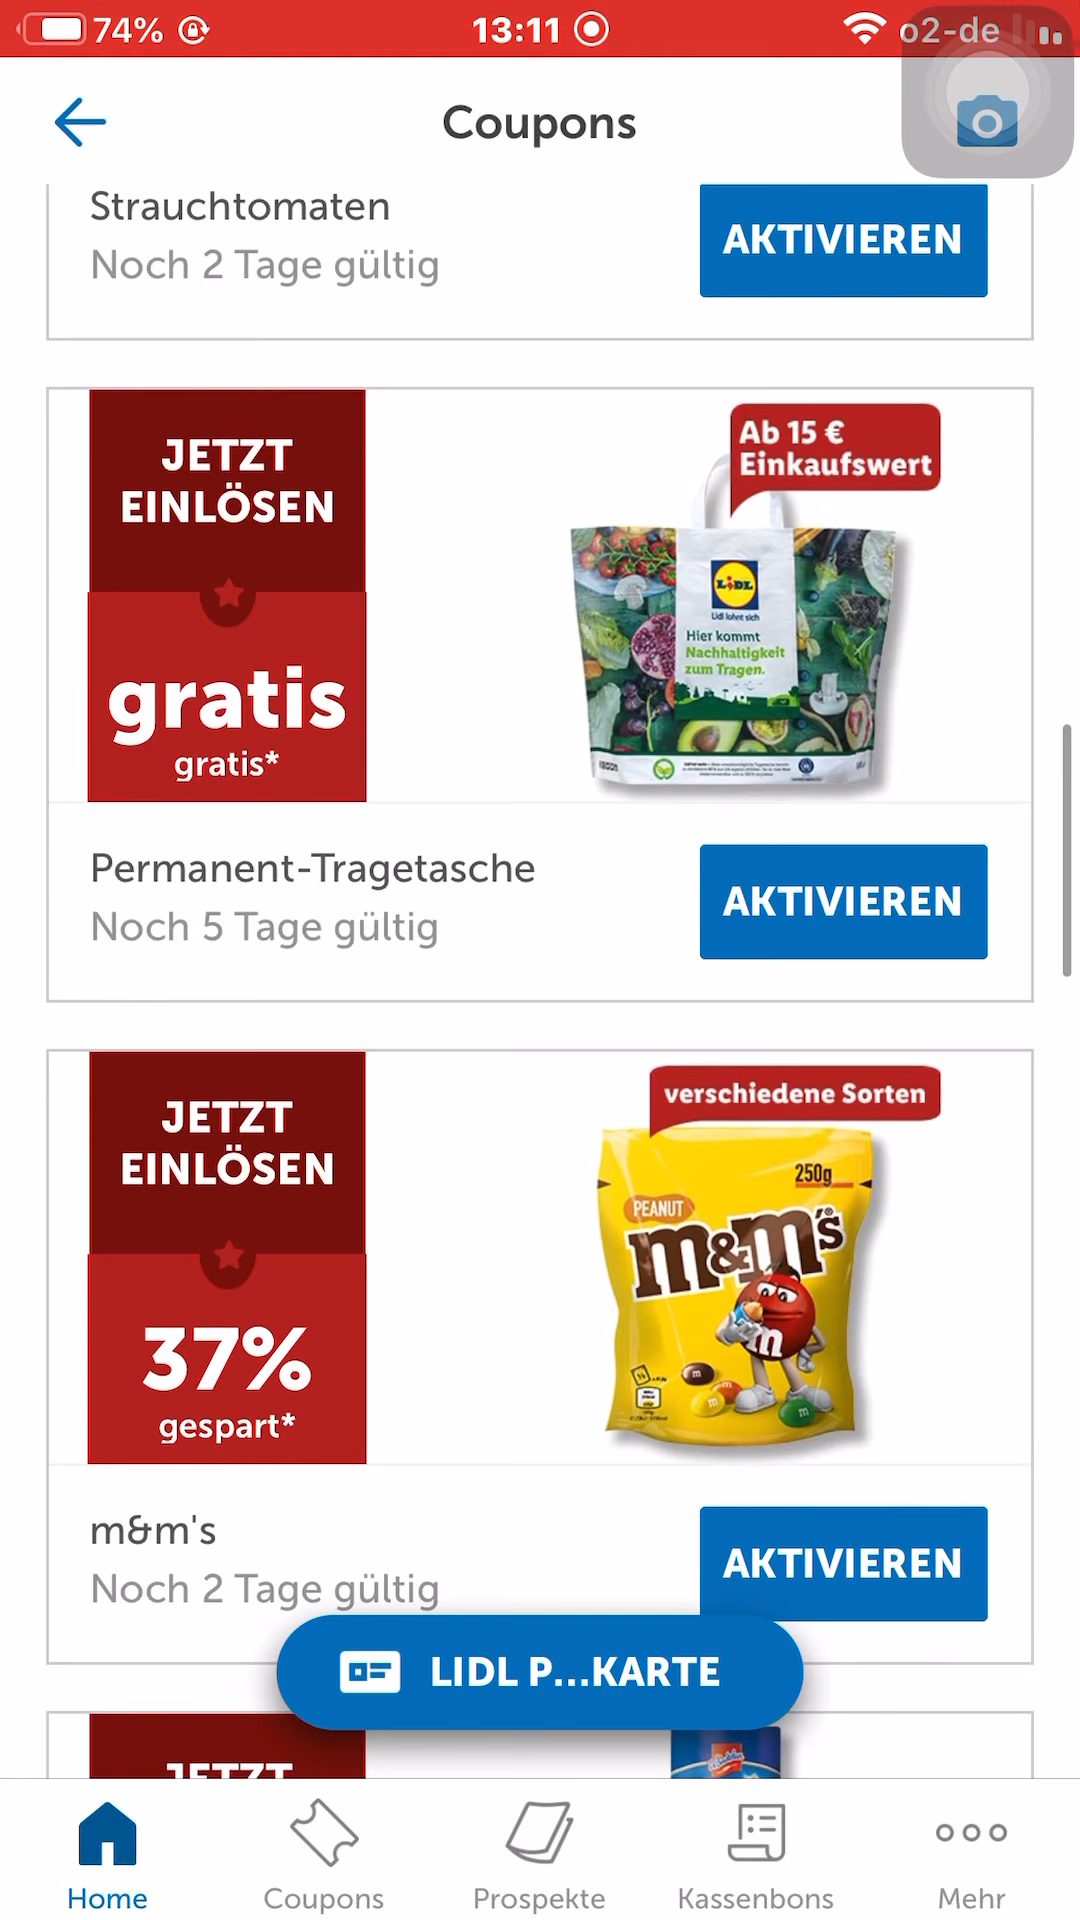 74%
13:11
o2-de
Coupons
Strauchtomaten
Noch 2 Tage gültig
AKTIVIEREN
JETZT
EINLÖSEN
gratis
gratis*
Ab 15 €
Einkaufswert
LIDL
Lidl lohnt sich
Hier kommt
Nachhaltigkeit
zum Tragen.
Permanent-Tragetasche
Noch 5 Tage gültig
AKTIVIEREN
JETZT
EINLÖSEN
37%
gespart*
verschiedene Sorten
250g
PEANUT
m&m's
m
m
m
m
m
m&m's
Noch 2 Tage gültig
AKTIVIEREN
LIDL P...KARTE
JETZT
Home
Coupons
Prospekte
Kassenbons
Mehr